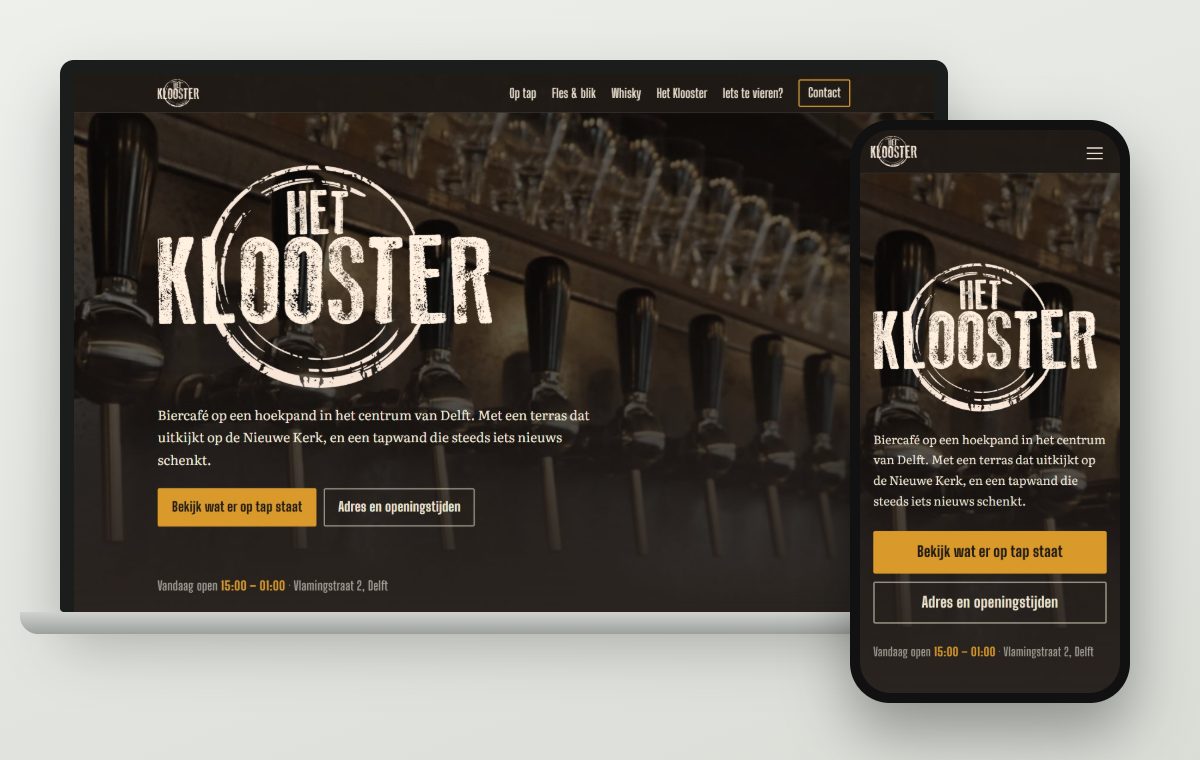 HET
KLOOSTER
Op tap
Fles & blik
Whisky
Het Klooster
Iets te vieren?
Contact
HET
KLOOSTER
Biercafé op een hoekpand in het centrum van Delft. Met een terras dat
uitkijkt op de Nieuwe Kerk, en een tapwand die steeds iets nieuws
schenkt.
Bekijk wat er op tap staat
Adres en openingstijden
Vandaag open 15:00 – 01:00 · Vlamingstraat 2, Delft
HET
KLOOSTER
HET
KLOOSTER
Biercafé op een hoekpand in het centrum
van Delft. Met een terras dat uitkijkt op
de Nieuwe Kerk, en een tapwand die
steeds iets nieuws schenkt.
Bekijk wat er op tap staat
Adres en openingstijden
Vandaag open 15:00 – 01:00 · Vlamingstraat 2, Delft